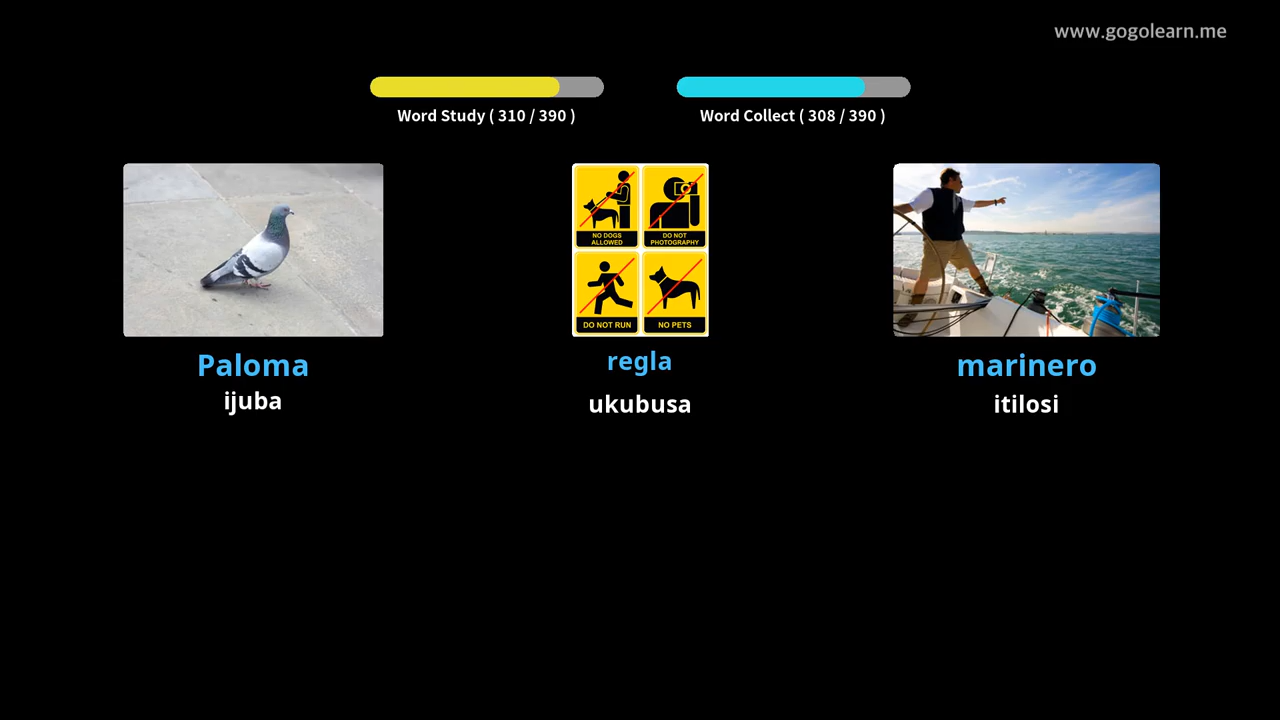 www.gogolearn.me
Word Study ( 310 / 390 )
Word Collect ( 308 / 390 )
NO DOGS
ALLOWED
DO NOT
PHOTOGRAPHY
DO NOT RUN
NO PETS
Paloma
ijuba
regla
ukubusa
marinero
itilosi